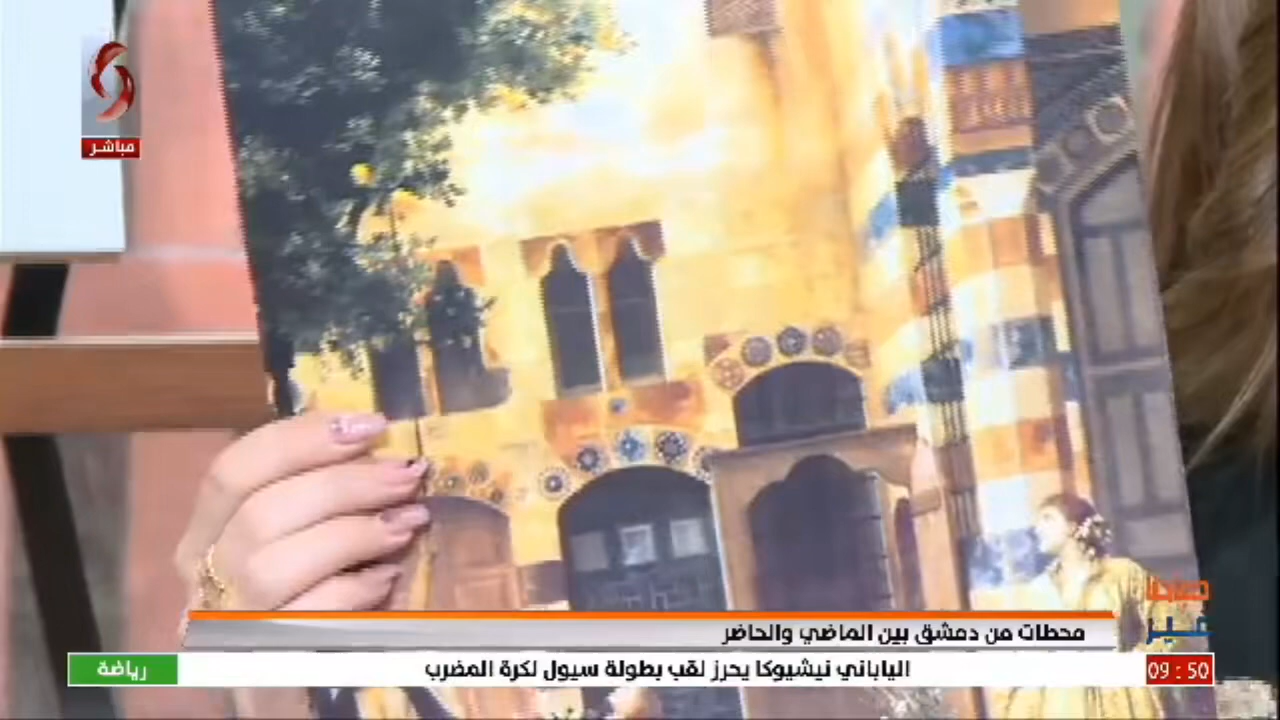 مباشر
صباحنا
غير
محطات من دمشق بين الماضي والحاضر
09:50
الياباني نيشيوكا يحرز لقب بطولة سيول لكرة المضرب
رياضة